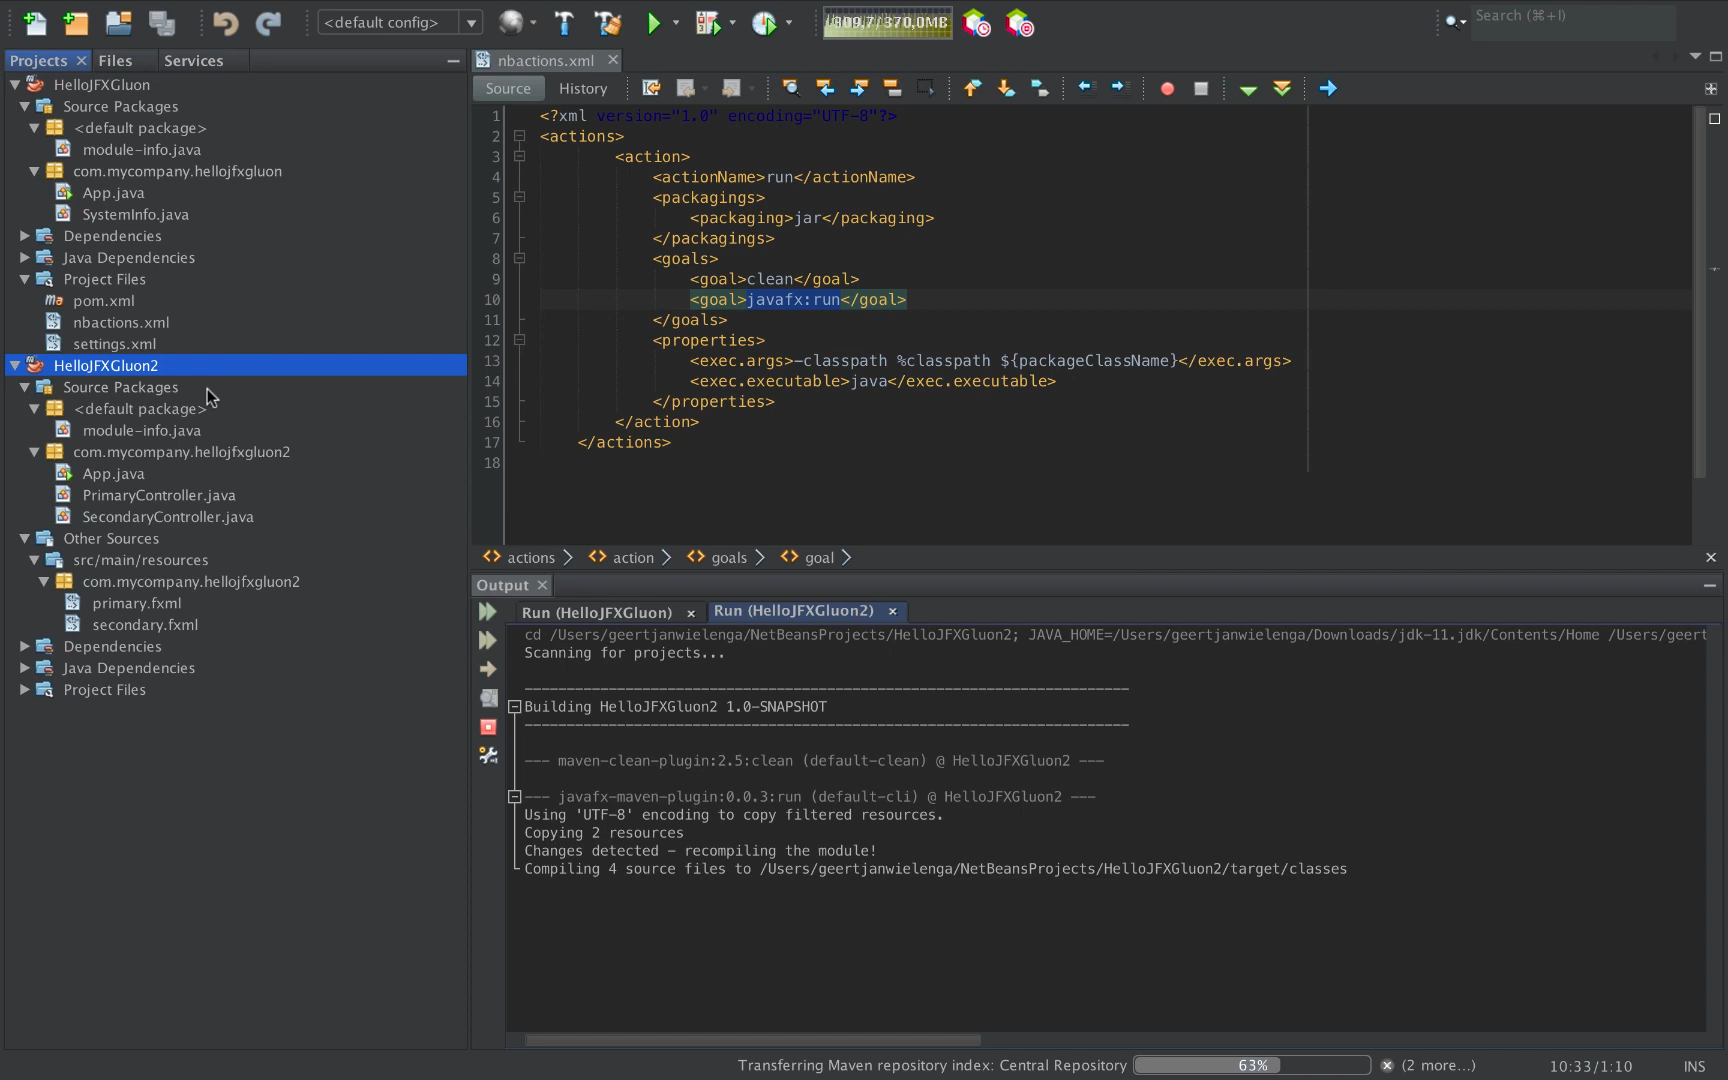 <default config>
809,7/370,0MB
Search (⌘+I)
Projects
Files
Services
HelloJFXGluon
Source Packages
<default package>
module-info.java
com.mycompany.hellojfxgluon
App.java
SystemInfo.java
Dependencies
Java Dependencies
Project Files
pom.xml
nbactions.xml
settings.xml
HelloJFXGluon2
Source Packages
<default package>
module-info.java
com.mycompany.hellojfxgluon2
App.java
PrimaryController.java
SecondaryController.java
Other Sources
src/main/resources
com.mycompany.hellojfxgluon2
primary.fxml
secondary.fxml
Dependencies
Java Dependencies
Project Files
nbactions.xml
Source History
1 <?xml version="1.0" encoding="UTF-8"?>
2 <actions>
3 <action>
4 <actionName>run</actionName>
5 <packagings>
6 <packaging>jar</packaging>
7 </packagings>
8 <goals>
9 <goal>clean</goal>
10 <goal>javafx:run</goal>
11 </goals>
12 <properties>
13 <exec.args>-classpath %classpath ${packageClassName}</exec.args>
14 <exec.executable>java</exec.executable>
15 </properties>
16 </action>
17 </actions>
18
actions action goals goal
Output
Run (HelloJFXGluon) Run (HelloJFXGluon2)
cd /Users/geertjanwielenga/NetBeansProjects/HelloJFXGluon2; JAVA_HOME=/Users/geertjanwielenga/Downloads/jdk-11.jdk/Contents/Home /Users/geert
Scanning for projects...
Building HelloJFXGluon2 1.0-SNAPSHOT
--- maven-clean-plugin:2.5:clean (default-clean) @ HelloJFXGluon2 ---
--- javafx-maven-plugin:0.0.3:run (default-cli) @ HelloJFXGluon2 ---
Using 'UTF-8' encoding to copy filtered resources.
Copying 2 resources
Changes detected - recompiling the module!
Compiling 4 source files to /Users/geertjanwielenga/NetBeansProjects/HelloJFXGluon2/target/classes
Transferring Maven repository index: Central Repository 63% (2 more...) 10:33/1:10 INS